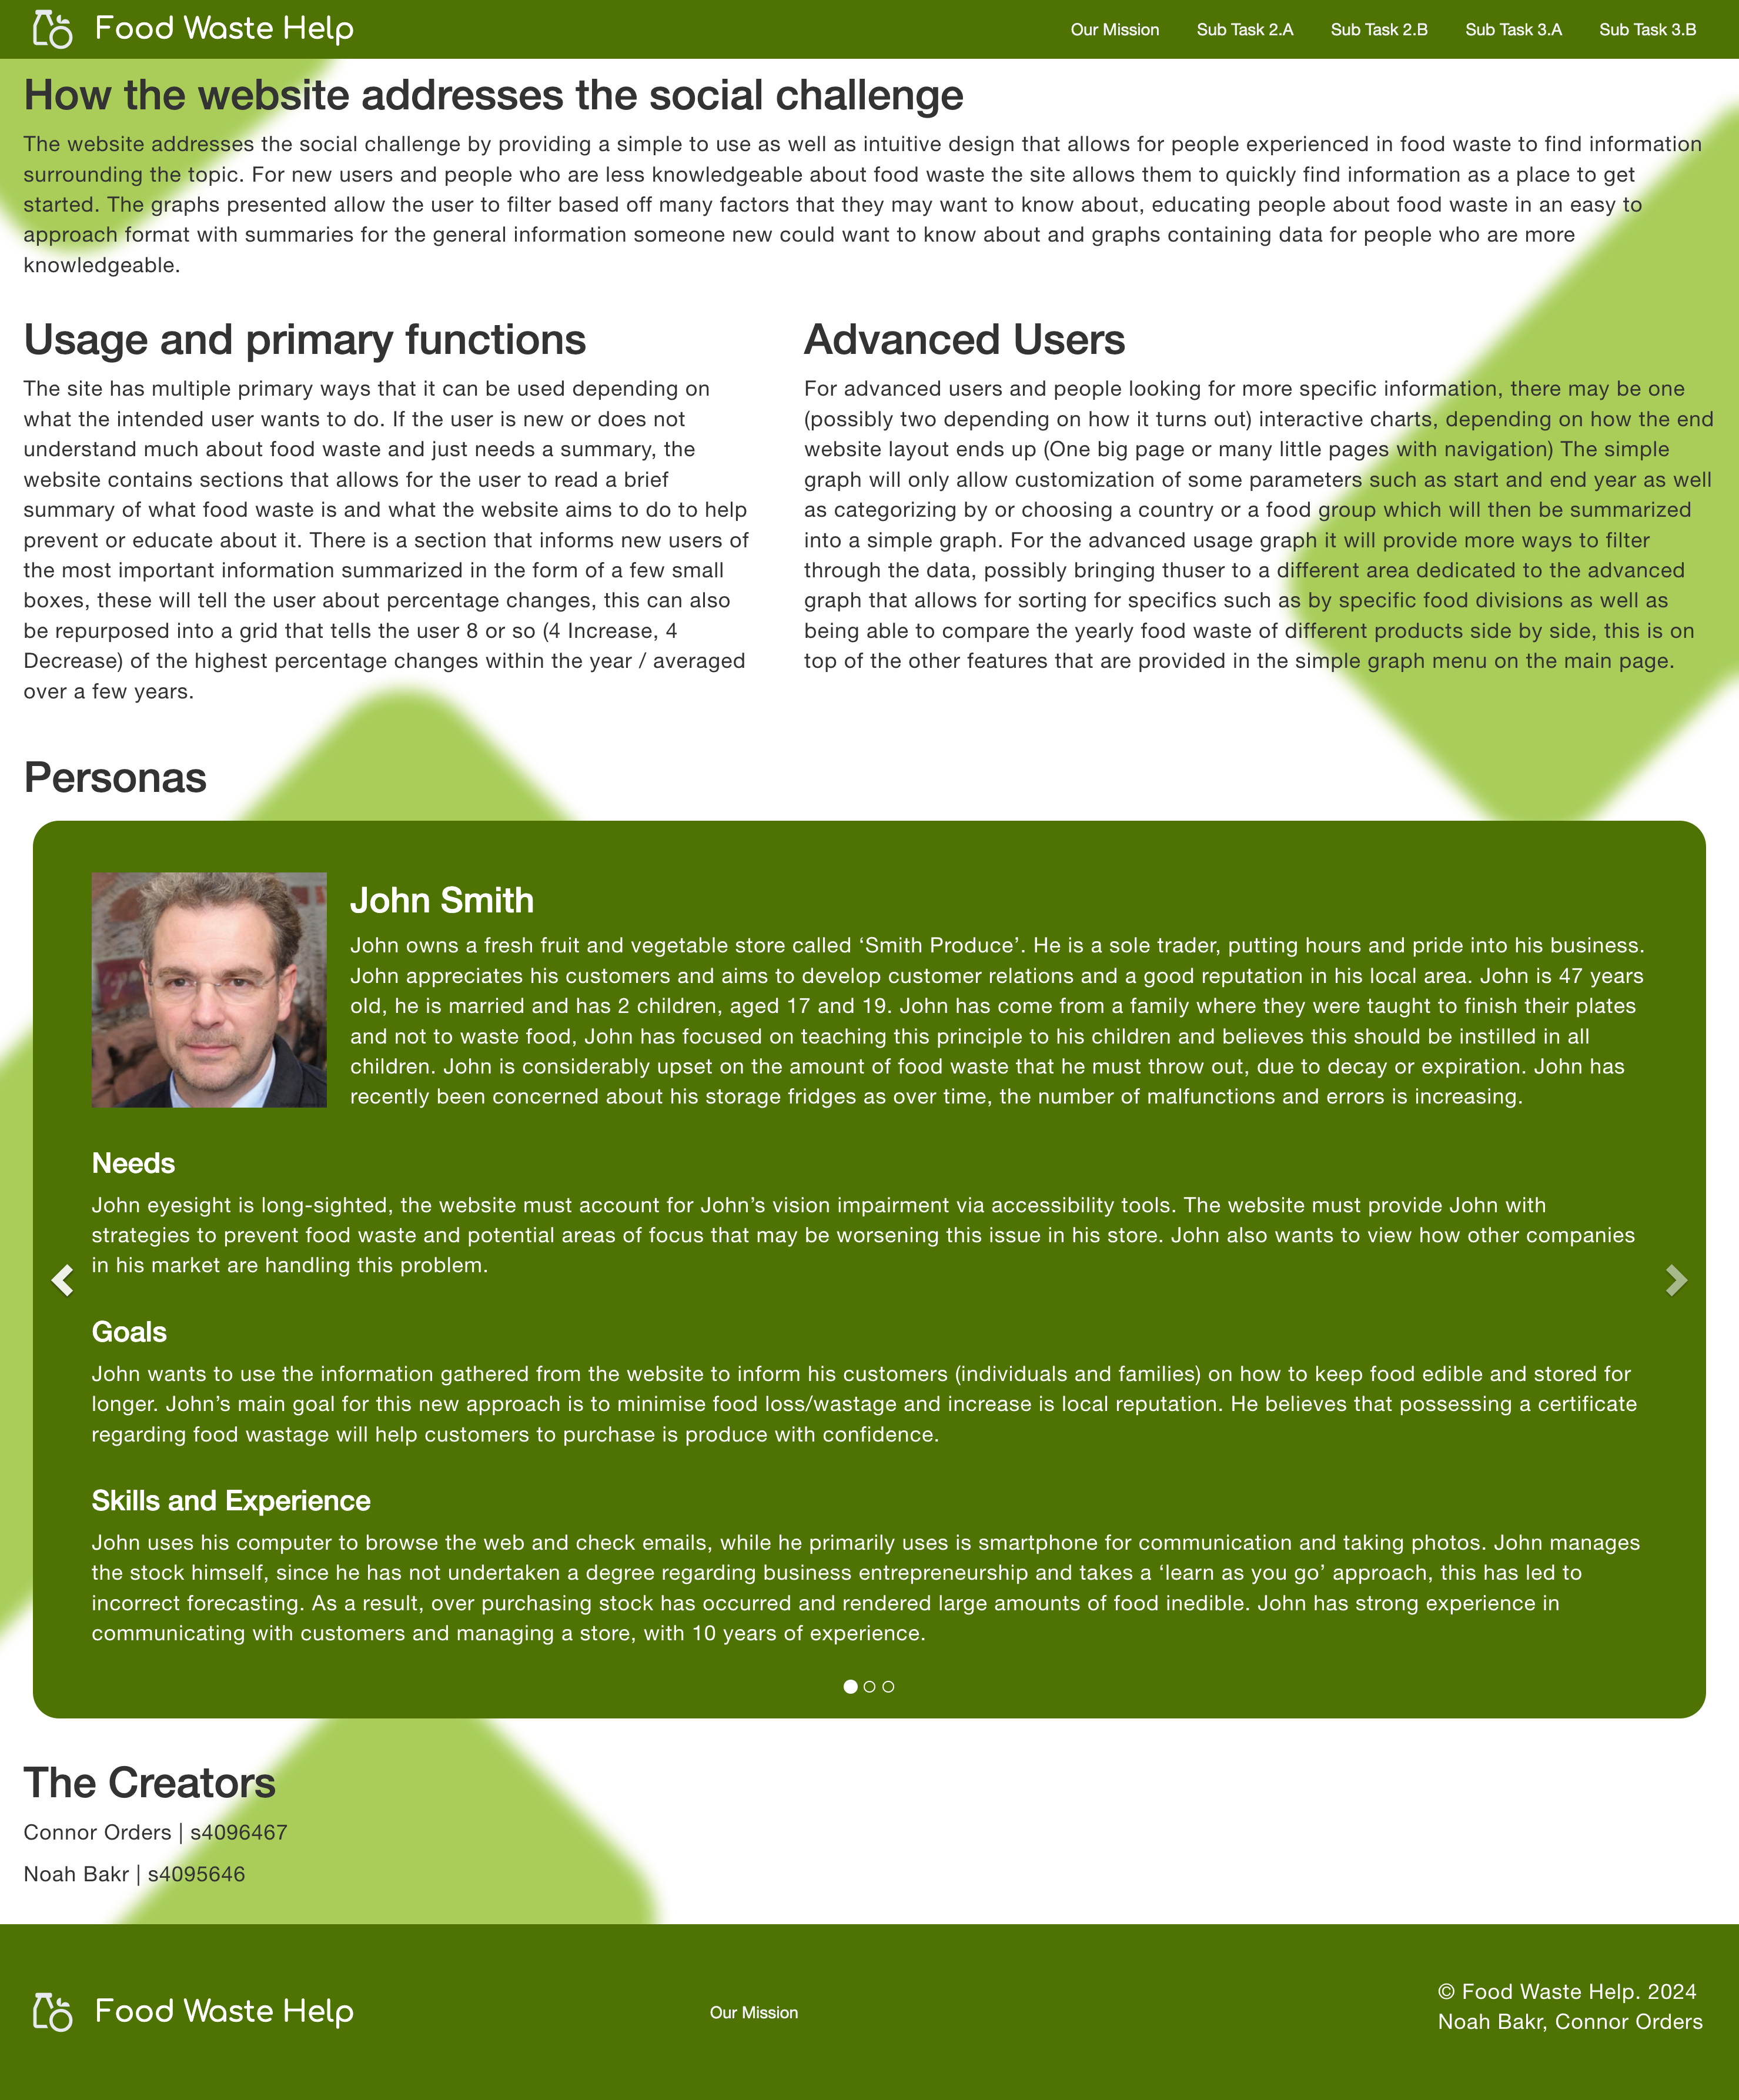 Food Waste Help
Our Mission
Sub Task 2.A
Sub Task 2.B
Sub Task 3.A
Sub Task 3.B
How the website addresses the social challenge
The website addresses the social challenge by providing a simple to use as well as intuitive design that allows for people experienced in food waste to find information
surrounding the topic. For new users and people who are less knowledgeable about food waste the site allows them to quickly find information as a place to get
started. The graphs presented allow the user to filter based off many factors that they may want to know about, educating people about food waste in an easy to
approach format with summaries for the general information someone new could want to know about and graphs containing data for people who are more
knowledgeable.
Usage and primary functions
The site has multiple primary ways that it can be used depending on
what the intended user wants to do. If the user is new or does not
understand much about food waste and just needs a summary, the
website contains sections that allows for the user to read a brief
summary of what food waste is and what the website aims to do to help
prevent or educate about it. There is a section that informs new users of
the most important information summarized in the form of a few small
boxes, these will tell the user about percentage changes, this can also
be repurposed into a grid that tells the user 8 or so (4 Increase, 4
Decrease) of the highest percentage changes within the year / averaged
over a few years.
Advanced Users
For advanced users and people looking for more specific information, there may be one
(possibly two depending on how it turns out) interactive charts, depending on how the end
website layout ends up (One big page or many little pages with navigation) The simple
graph will only allow customization of some parameters such as start and end year as well
as categorizing by or choosing a country or a food group which will then be summarized
into a simple graph. For the advanced usage graph it will provide more ways to filter
through the data, possibly bringing thuser to a different area dedicated to the advanced
graph that allows for sorting for specifics such as by specific food divisions as well as
being able to compare the yearly food waste of different products side by side, this is on
top of the other features that are provided in the simple graph menu on the main page.
Personas
John Smith
John owns a fresh fruit and vegetable store called ‘Smith Produce’. He is a sole trader, putting hours and pride into his business.
John appreciates his customers and aims to develop customer relations and a good reputation in his local area. John is 47 years
old, he is married and has 2 children, aged 17 and 19. John has come from a family where they were taught to finish their plates
and not to waste food, John has focused on teaching this principle to his children and believes this should be instilled in all
children. John is considerably upset on the amount of food waste that he must throw out, due to decay or expiration. John has
recently been concerned about his storage fridges as over time, the number of malfunctions and errors is increasing.
Needs
John eyesight is long-sighted, the website must account for John’s vision impairment via accessibility tools. The website must provide John with
strategies to prevent food waste and potential areas of focus that may be worsening this issue in his store. John also wants to view how other companies
in his market are handling this problem.
Goals
John wants to use the information gathered from the website to inform his customers (individuals and families) on how to keep food edible and stored for
longer. John’s main goal for this new approach is to minimise food loss/wastage and increase is local reputation. He believes that possessing a certificate
regarding food wastage will help customers to purchase is produce with confidence.
Skills and Experience
John uses his computer to browse the web and check emails, while he primarily uses is smartphone for communication and taking photos. John manages
the stock himself, since he has not undertaken a degree regarding business entrepreneurship and takes a ‘learn as you go’ approach, this has led to
incorrect forecasting. As a result, over purchasing stock has occurred and rendered large amounts of food inedible. John has strong experience in
communicating with customers and managing a store, with 10 years of experience.
The Creators
Connor Orders | s4096467
Noah Bakr | s4095646
Food Waste Help
Our Mission
© Food Waste Help. 2024
Noah Bakr, Connor Orders